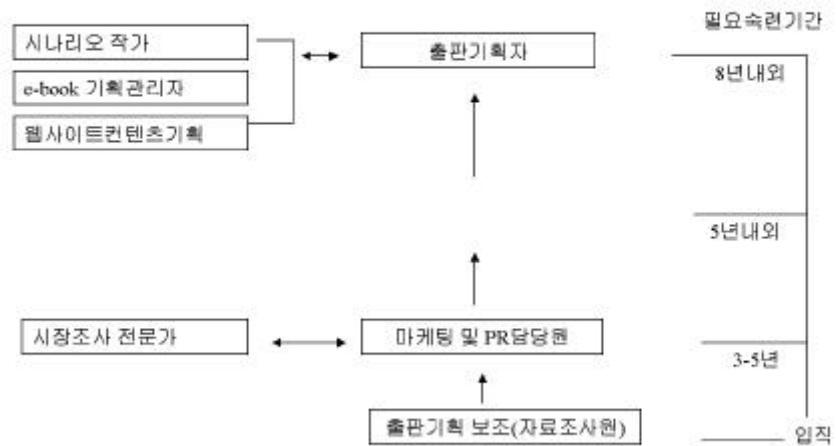 필요숙련기간
시나리오 작가
출판기획자
8년내외
e-book 기획관리자
웹사이트컨텐츠기획
5년내외
시장조사 전문가
마케팅 및 PR담당원
3-5년
출판기획 보조(자료조사원)
입직